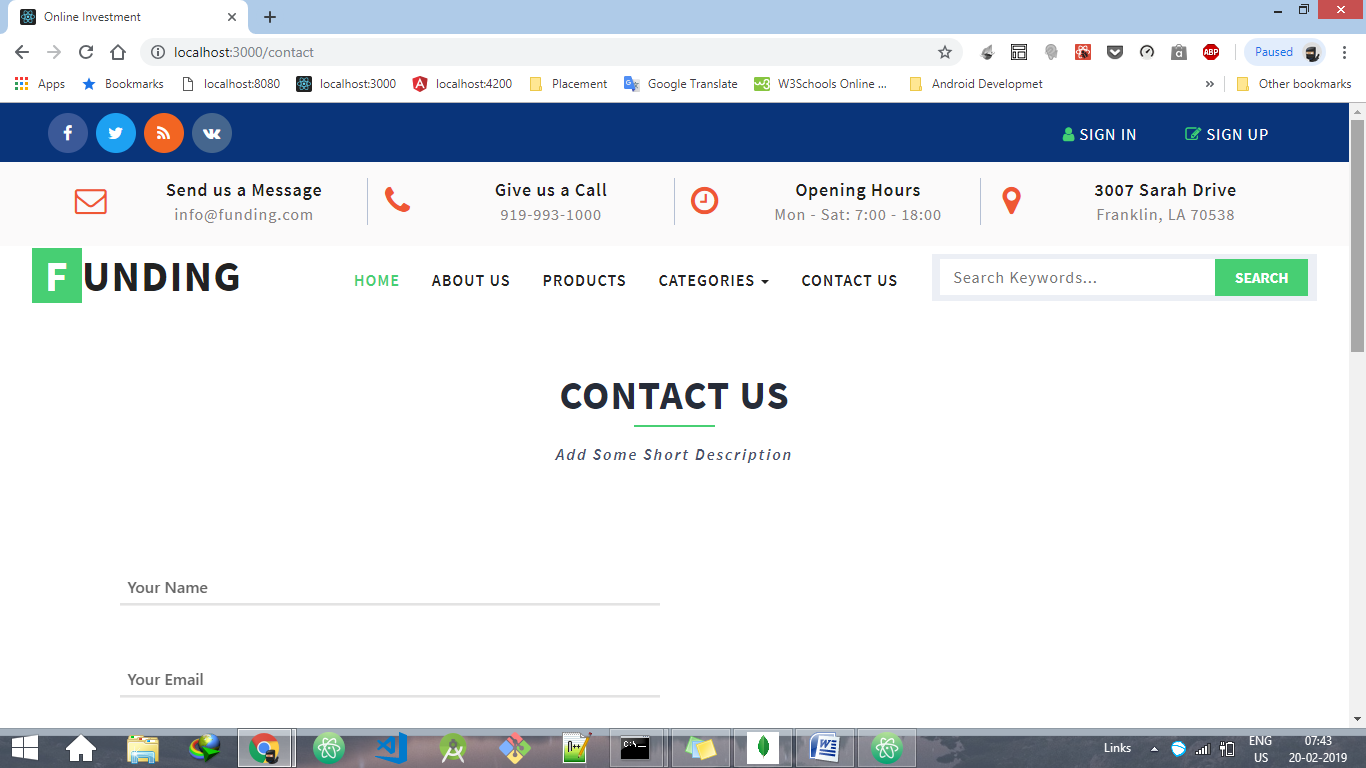 Online Investment
localhost:3000/contact
ABP
Paused
Apps Bookmarks localhost:8080 localhost:3000 localhost:4200 Placement Google Translate W3Schools Online ... Android Developmet » Other bookmarks
SIGN IN SIGN UP
Send us a Message
info@funding.com
Give us a Call
919-993-1000
Opening Hours
Mon - Sat: 7:00 - 18:00
3007 Sarah Drive
Franklin, LA 70538
FUNDING
HOME ABOUT US PRODUCTS CATEGORIES CONTACT US
Search Keywords... SEARCH
CONTACT US
Add Some Short Description
Your Name
Your Email
Links
ENG
US
07:43
20-02-2019